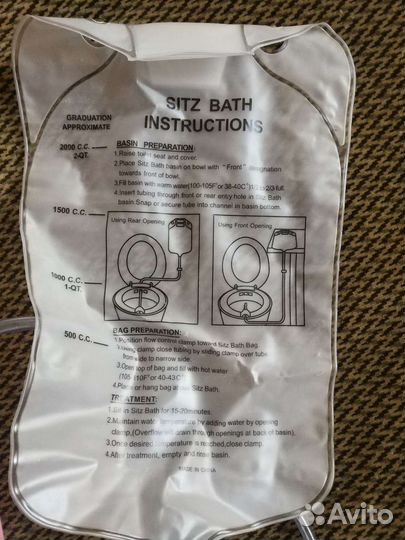 SITZ BATH
INSTRUCTIONS
GRADUATION
APPROXIMATE
2000 C.C.
2-QT.
1500 C.C.
1000 C.C.
1-QT.
500 C.C.
BASIN PREPARATION:
1.Raise toilet seat and cover.
2.Place Sitz Bath basin on bowl with "Front" designation
towards front of bowl.
3.Fill basin with warm water(100-105F° or 38-40C°)1/2 to 2/3 full.
4.Insert tubing through front or rear entry hole in Sitz Bath
basin.Snap or secure tube into channel in basin bottom.
Using Rear Opening
Using Front Opening
BAG PREPARATION:
1.Position flow control clamp toward Sitz Bath Bag.
2.Using clamp close tubing by sliding clamp over tube
from side to narrow side.
3.Open top of bag and fill with hot water
(105-110F° or 40-43C°)
4.Place or hang bag above Sitz Bath.
TREATMENT:
1.Sit in Sitz Bath for 15-20minutes.
2.Maintain water temperature by adding water by opening
clamp,(Overflow will drain through openings at back of basin).
3.Once desired temperature is reached,close clamp.
4.After treatment, empty and rinse basin.
MADE IN CHINA
Avito